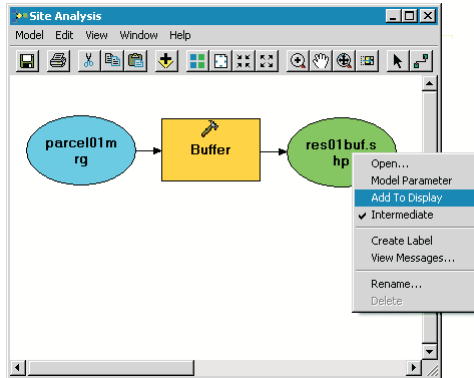 Site Analysis
Model Edit View Window Help
parcel01m
rg
Buffer
res01buf.s
hp
Open...
Model Parameter
Add To Display
Intermediate
Create Label
View Messages...
Rename...
Delete